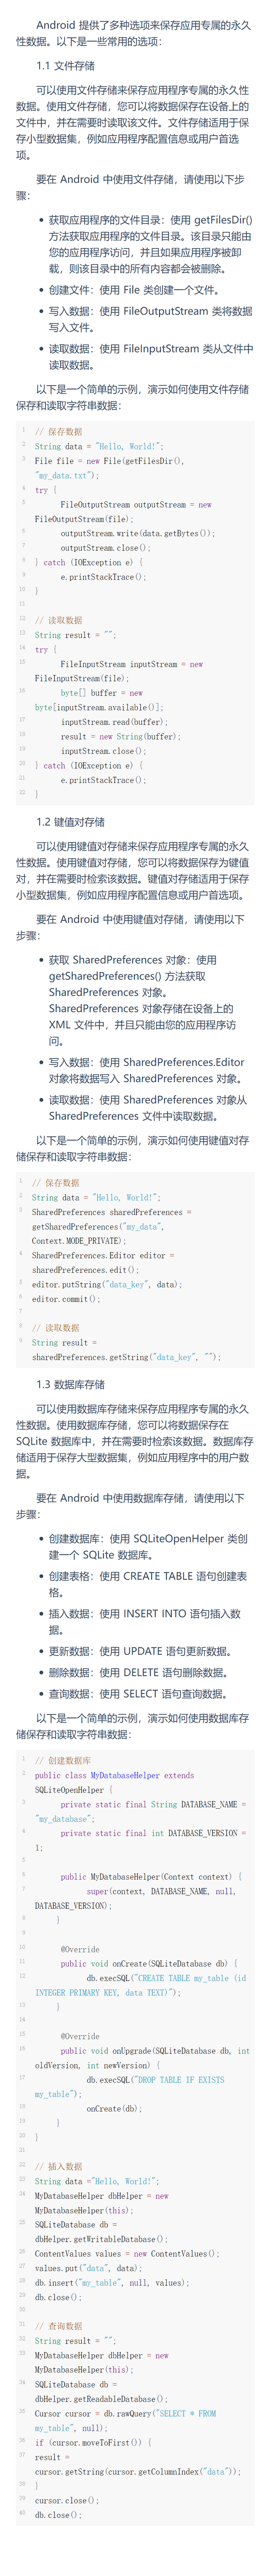 Android 提供了多种选项来保存应用专属的永久
性数据。以下是一些常用的选项：
1.1 文件存储
可以使用文件存储来保存应用程序专属的永久性
数据。使用文件存储，您可以将数据保存在设备上的
文件中，并在需要时读取该文件。文件存储适用于保
存小型数据集，例如应用程序配置信息或用户首选
项。
要在 Android 中使用文件存储，请使用以下步
骤：
• 获取应用程序的文件目录：使用 getFilesDir()
方法获取应用程序的文件目录。该目录只能由
您的应用程序访问，并且如果应用程序被卸
载，则该目录中的所有内容都会被删除。
• 创建文件：使用 File 类创建一个文件。
• 写入数据：使用 FileOutputStream 类将数据
写入文件。
• 读取数据：使用 FileInputStream 类从文件中
读取数据。
以下是一个简单的示例，演示如何使用文件存储
保存和读取字符串数据：
1 // 保存数据
2 String data = "Hello, World!";
3 File file = new File(getFilesDir(),
"my_data.txt");
4 try {
5 FileOutputStream outputStream = new
FileOutputStream(file);
6 outputStream.write(data.getBytes());
7 outputStream.close();
8 } catch (IOException e) {
9 e.printStackTrace();
10 }
11
12 // 读取数据
13 String result = "";
14 try {
15 FileInputStream inputStream = new
FileInputStream(file);
16 byte[] buffer = new
byte[inputStream.available()];
17 inputStream.read(buffer);
18 result = new String(buffer);
19 inputStream.close();
20 } catch (IOException e) {
21 e.printStackTrace();
22 }
1.2 键值对存储
可以使用键值对存储来保存应用程序专属的永久
性数据。使用键值对存储，您可以将数据保存为键值
对，并在需要时检索该数据。键值对存储适用于保存
小型数据集，例如应用程序配置信息或用户首选项。
要在 Android 中使用键值对存储，请使用以下
步骤：
• 获取 SharedPreferences 对象：使用
getSharedPreferences() 方法获取
SharedPreferences 对象。
SharedPreferences 对象存储在设备上的
XML 文件中，并且只能由您的应用程序访
问。
• 写入数据：使用 SharedPreferences.Editor
对象将数据写入 SharedPreferences 对象。
• 读取数据：使用 SharedPreferences 对象从
SharedPreferences 文件中读取数据。
以下是一个简单的示例，演示如何使用键值对存
储保存和读取字符串数据：
1 // 保存数据
2 String data = "Hello, World!";
3 SharedPreferences sharedPreferences =
getSharedPreferences("my_data",
Context.MODE_PRIVATE);
4 SharedPreferences.Editor editor =
sharedPreferences.edit();
5 editor.putString("data_key", data);
6 editor.commit();
7
8 // 读取数据
9 String result =
sharedPreferences.getString("data_key", "");
1.3 数据库存储
可以使用数据库存储来保存应用程序专属的永久
性数据。使用数据库存储，您可以将数据保存在
SQLite 数据库中，并在需要时检索该数据。数据库存
储适用于保存大型数据集，例如应用程序中的用户数
据。
要在 Android 中使用数据库存储，请使用以下
步骤：
• 创建数据库：使用 SQLiteOpenHelper 类创
建一个 SQLite 数据库。
• 创建表格：使用 CREATE TABLE 语句创建表
格。
• 插入数据：使用 INSERT INTO 语句插入数
据。
• 更新数据：使用 UPDATE 语句更新数据。
• 删除数据：使用 DELETE 语句删除数据。
• 查询数据：使用 SELECT 语句查询数据。
以下是一个简单的示例，演示如何使用数据库存
储保存和读取字符串数据：
1 // 创建数据库
2 public class MyDatabaseHelper extends
SQLiteOpenHelper {
3 private static final String DATABASE_NAME =
"my_database";
4 private static final int DATABASE_VERSION =
1;
5
6 public MyDatabaseHelper(Context context) {
7 super(context, DATABASE_NAME, null,
DATABASE_VERSION);
8 }
9
10 @Override
11 public void onCreate(SQLiteDatabase db) {
12 db.execSQL("CREATE TABLE my_table (id
INTEGER PRIMARY KEY, data TEXT)");
13 }
14
15 @Override
16 public void onUpgrade(SQLiteDatabase db, int
oldVersion, int newVersion) {
17 db.execSQL("DROP TABLE IF EXISTS
my_table");
18 onCreate(db);
19 }
20 }
21
22 // 插入数据
23 String data ="Hello, World!";
24 MyDatabaseHelper dbHelper = new
MyDatabaseHelper(this);
25 SQLiteDatabase db =
dbHelper.getWritableDatabase();
26 ContentValues values = new ContentValues();
27 values.put("data", data);
28 db.insert("my_table", null, values);
29 db.close();
30
31 // 查询数据
32 String result = "";
33 MyDatabaseHelper dbHelper = new
MyDatabaseHelper(this);
34 SQLiteDatabase db =
dbHelper.getReadableDatabase();
35 Cursor cursor = db.rawQuery("SELECT * FROM
my_table", null);
36 if (cursor.moveToFirst()) {
37 result =
cursor.getString(cursor.getColumnIndex("data"));
38 }
39 cursor.close();
40 db.close();